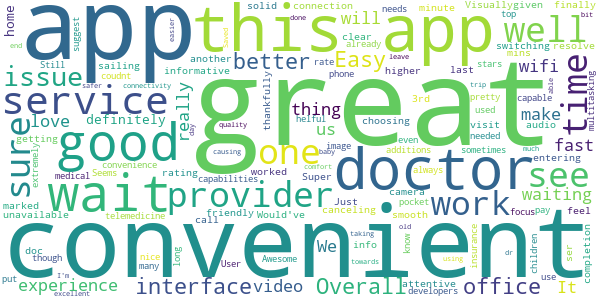 home needs minute Visually given finally
top solid connection
suggest clear already will Easy
app this app well
end Still couldnt sailing another switching mins resolve
issue informative better wifi easier done saved
service rate stars
phone higher last capable
love definitely really thankfully thing 3rd make multitasking time
sure getting us choosing visit needed audio fast
great
good one doctor see
extremely convenience causing even image additions entering
medical Seems capabilities worked Super camera always sometimes much
wait provider work waiting
marked rating Just pocket smooth focus pay feel
unavailable telemedicine friendly Would've canceling
doc call We info know
convenient
though long
experience nice User attentive children use
put many Awesome developers insurance ser completion
interface video Overall office It
I'm excellent taking old towards using dr
safer connectivity able bit leave trip
day quality helful baby comfort